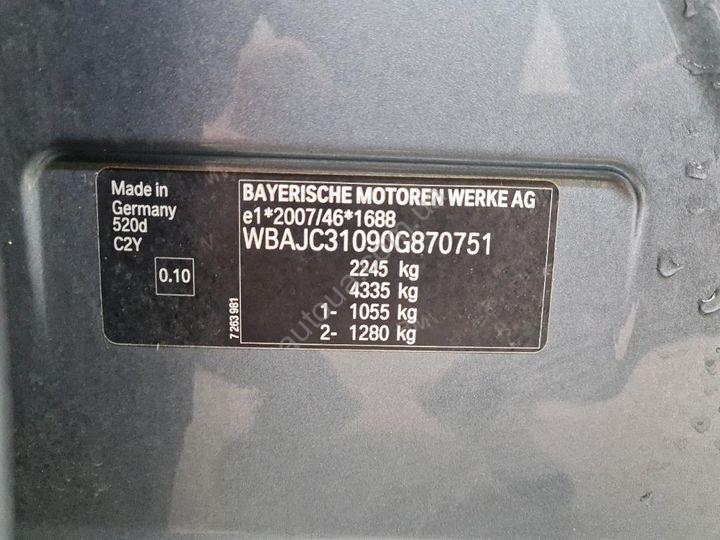 Made in
Germany
520d
C2Y
0.10
7 263 981
BAYERISCHE MOTOREN WERKE AG
e1*2007/46*1688
WBAJC31090G870751
2245 kg
4335 kg
1- 1055 kg
2- 1280 kg